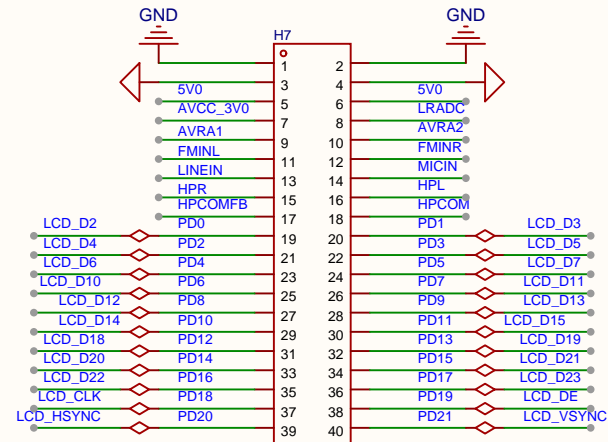 GND GND
H7
1 2
3 4
5V0 5V0
5 6
AVCC_3V0 LRADC
7 8
AVRA1 AVRA2
9 10
FMINL FMINR
11 12
LINEIN MICIN
13 14
HPR HPL
15 16
HPCOMFB HPCOM
17 18
LCD_D2 PD0 PD1 LCD_D3
19 20
LCD_D4 PD2 PD3 LCD_D5
21 22
LCD_D6 PD4 PD5 LCD_D7
23 24
LCD_D10 PD6 PD7 LCD_D11
25 26
LCD_D12 PD8 PD9 LCD_D13
27 28
LCD_D14 PD10 PD11 LCD_D15
29 30
LCD_D18 PD12 PD13 LCD_D19
31 32
LCD_D20 PD14 PD15 LCD_D21
33 34
LCD_D22 PD16 PD17 LCD_D23
35 36
LCD_CLK PD18 PD19 LCD_DE
37 38
LCD_HSYNC PD20 PD21 LCD_VSYNC
39 40